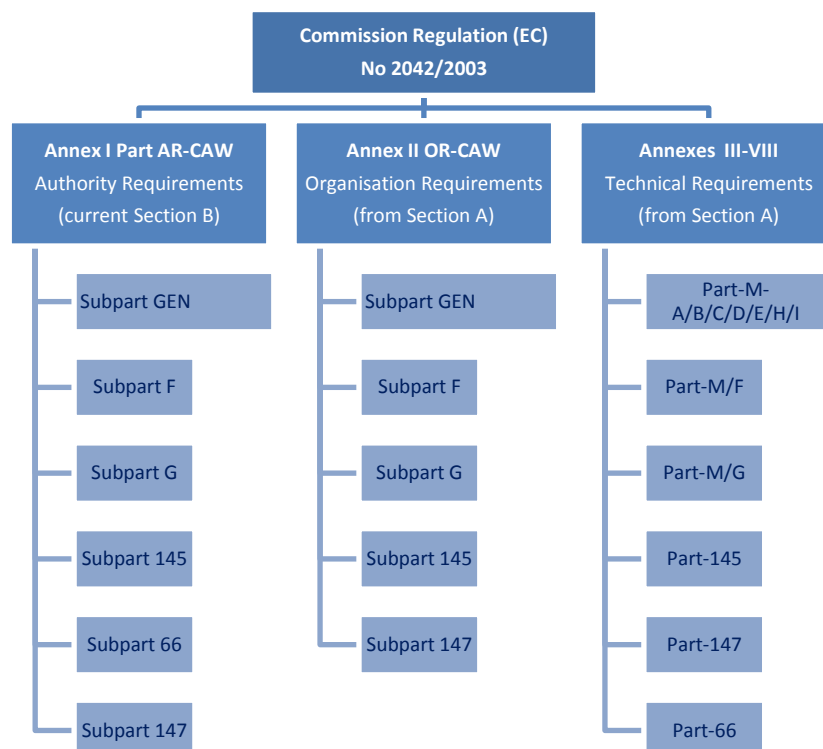 Commission Regulation (EC)
No 2042/2003
Annex I Part AR-CAW
Authority Requirements
(current Section B)
Subpart GEN
Subpart F
Subpart G
Subpart 145
Subpart 66
Subpart 147
Annex II OR-CAW
Organisation Requirements
(from Section A)
Subpart GEN
Subpart F
Subpart G
Subpart 145
Subpart 147
Annexes III-VIII
Technical Requirements
(from Section A)
Part-M-
A/B/C/D/E/H/I
Part-M/F
Part-M/G
Part-145
Part-147
Part-66